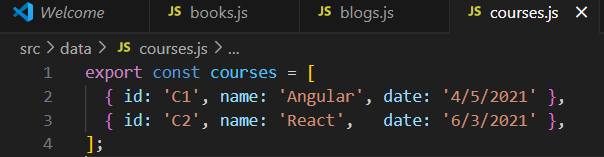 Welcome JS books.js JS blogs.js JS courses.js ×
src > data > JS courses.js > ...
1 export const courses = [
2 { id: 'C1', name: 'Angular', date: '4/5/2021' },
3 { id: 'C2', name: 'React',   date: '6/3/2021' },
4 ];